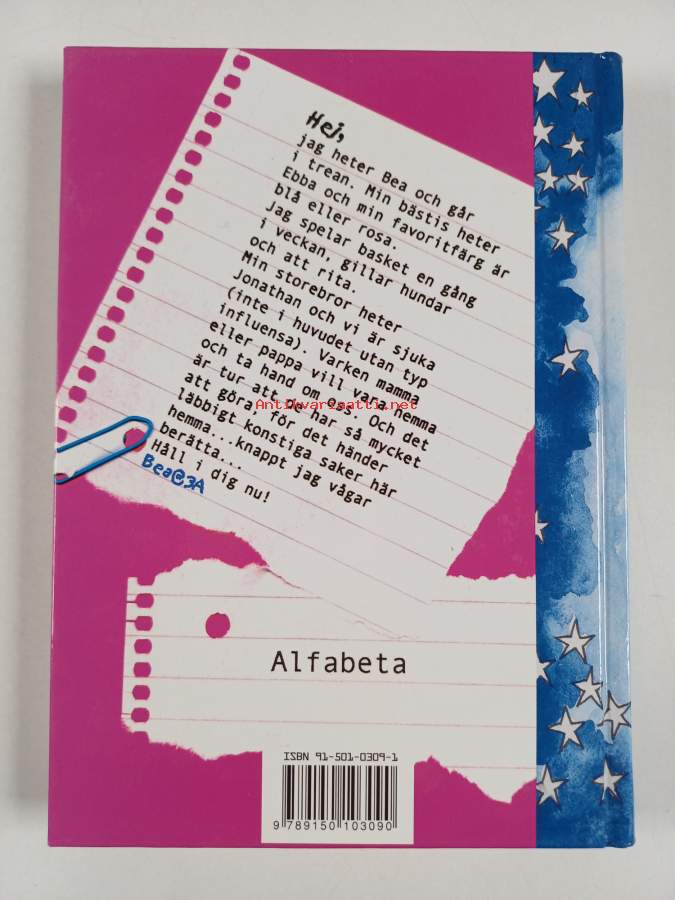 Hej,
jag heter Bea och går
i trean. Min bästis heter
Ebba och min favoritfärg är
blå eller rosa.
Jag spelar basket en gång
i veckan, gillar hundar
och att rita.
Min storebror heter
Jonathan och vi är sjuka
(inte i huvudet utan typ
influensa). Varken mamma
eller pappa vill vara hemma
och ta hand om oss. Och det
är tur att de har så mycket
att göra för det händer
läbbigt konstiga saker här
hemma...knappt jag vågar
berätta...
Håll i dig nu!
Bea@3A
Antikvariaatti.net
Alfabeta
ISBN 91-501-0309-1
9 789150 103090